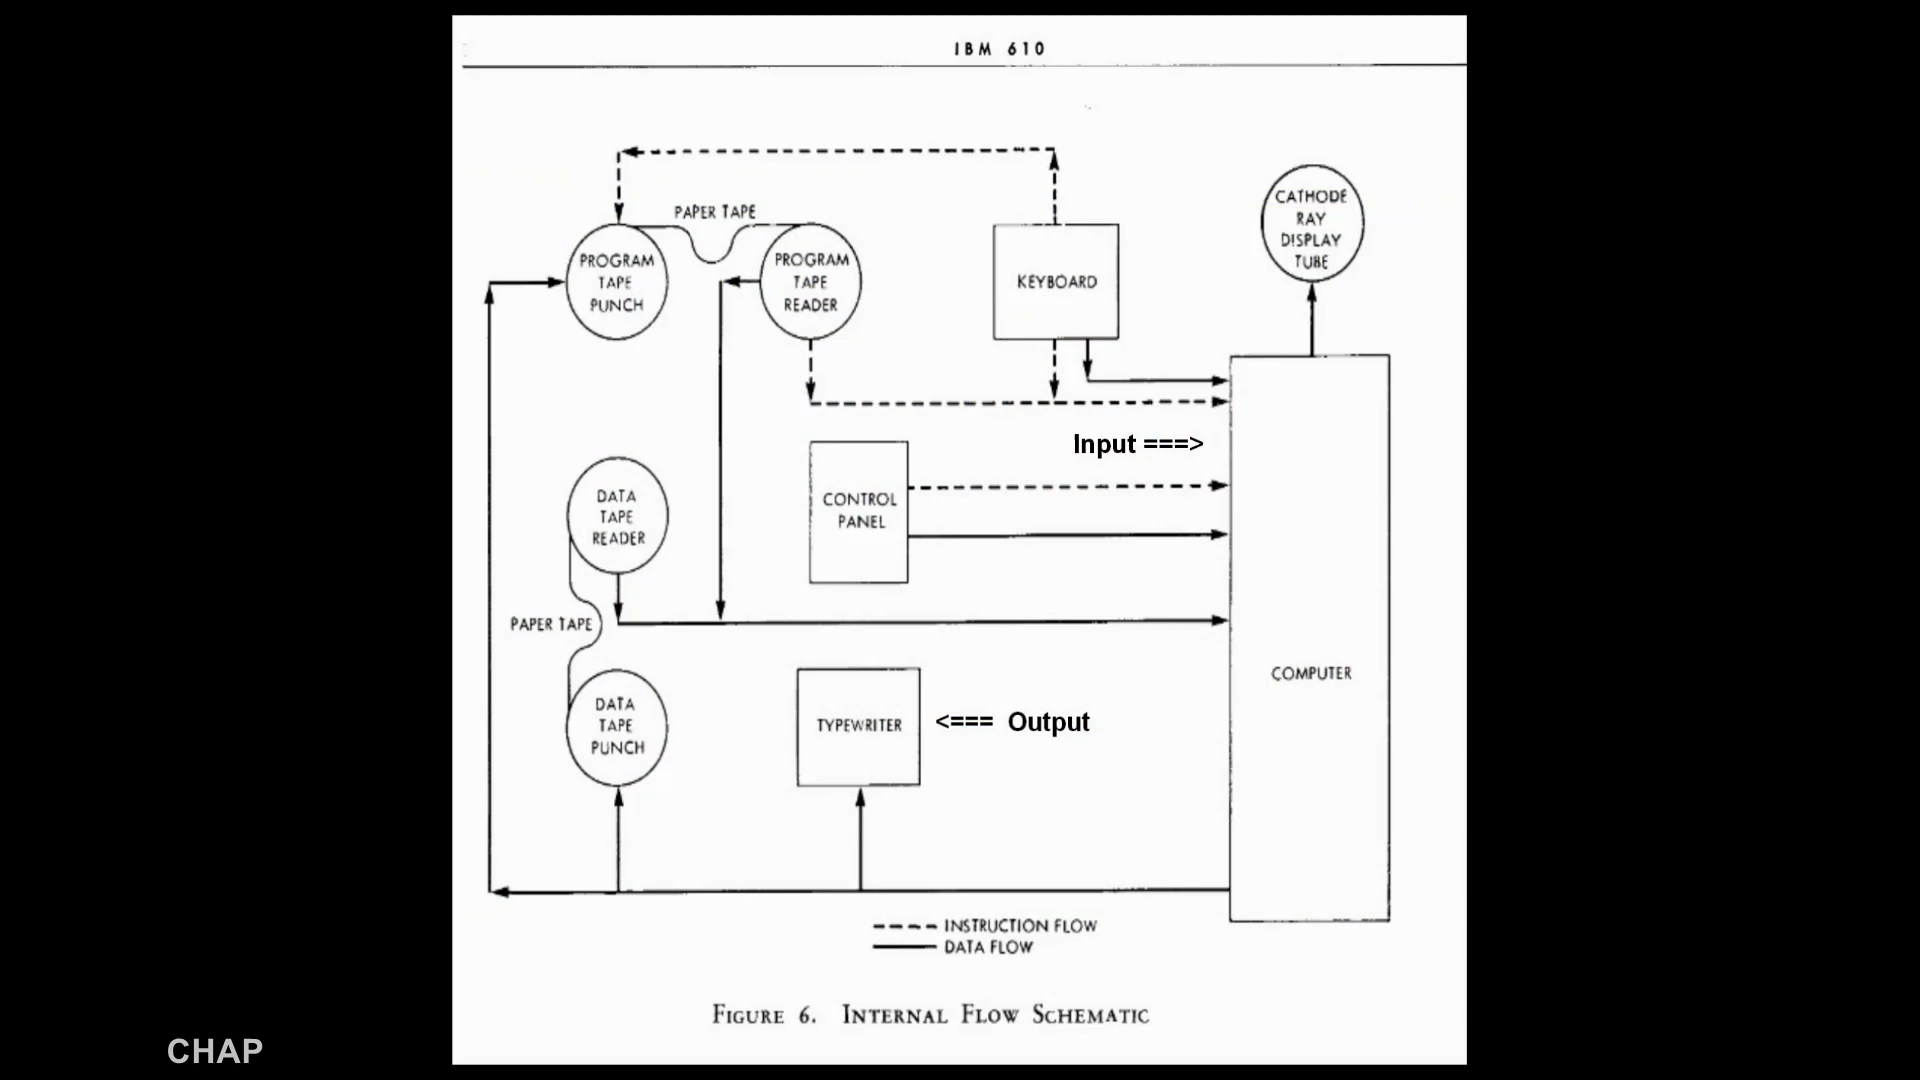 IBM 610
CATHODE
RAY
DISPLAY
TUBE
PAPER TAPE
PROGRAM
TAPE
PUNCH
PROGRAM
TAPE
READER
KEYBOARD
Input ===>
CONTROL
PANEL
DATA
TAPE
READER
PAPER TAPE
COMPUTER
DATA
TAPE
PUNCH
TYPEWRITER
<=== Output
INSTRUCTION FLOW
DATA FLOW
FIGURE 6. INTERNAL FLOW SCHEMATIC
CHAP